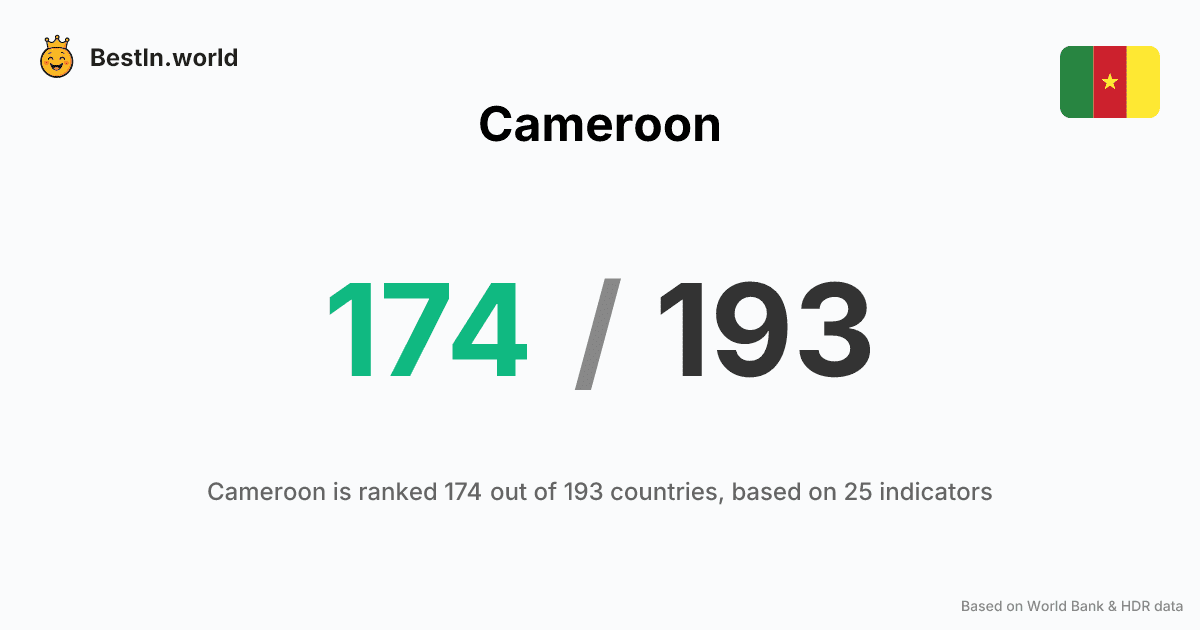 BestIn.world
Cameroon
174 / 193
Cameroon is ranked 174 out of 193 countries, based on 25 indicators
Based on World Bank & HDR data